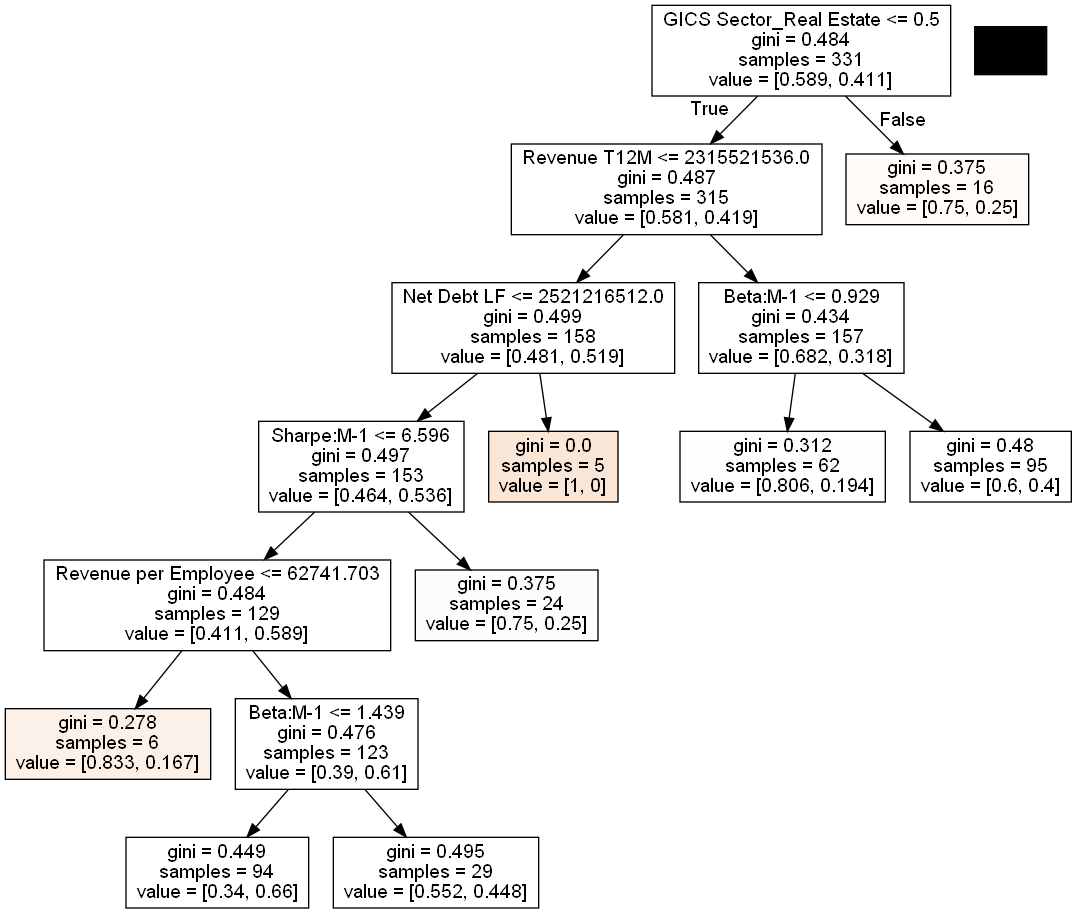 GICS Sector_Real Estate <= 0.5
gini = 0.484
samples = 331
value = [0.589, 0.411]
True
False
Revenue T12M <= 2315521536.0
gini = 0.487
samples = 315
value = [0.581, 0.419]
gini = 0.375
samples = 16
value = [0.75, 0.25]
Net Debt LF <= 2521216512.0
gini = 0.499
samples = 158
value = [0.481, 0.519]
Beta:M-1 <= 0.929
gini = 0.434
samples = 157
value = [0.682, 0.318]
Sharpe:M-1 <= 6.596
gini = 0.497
samples = 153
value = [0.464, 0.536]
gini = 0.0
samples = 5
value = [1, 0]
gini = 0.312
samples = 62
value = [0.806, 0.194]
gini = 0.48
samples = 95
value = [0.6, 0.4]
Revenue per Employee <= 62741.703
gini = 0.484
samples = 129
value = [0.411, 0.589]
gini = 0.375
samples = 24
value = [0.75, 0.25]
gini = 0.278
samples = 6
value = [0.833, 0.167]
Beta:M-1 <= 1.439
gini = 0.476
samples = 123
value = [0.39, 0.61]
gini = 0.449
samples = 94
value = [0.34, 0.66]
gini = 0.495
samples = 29
value = [0.552, 0.448]